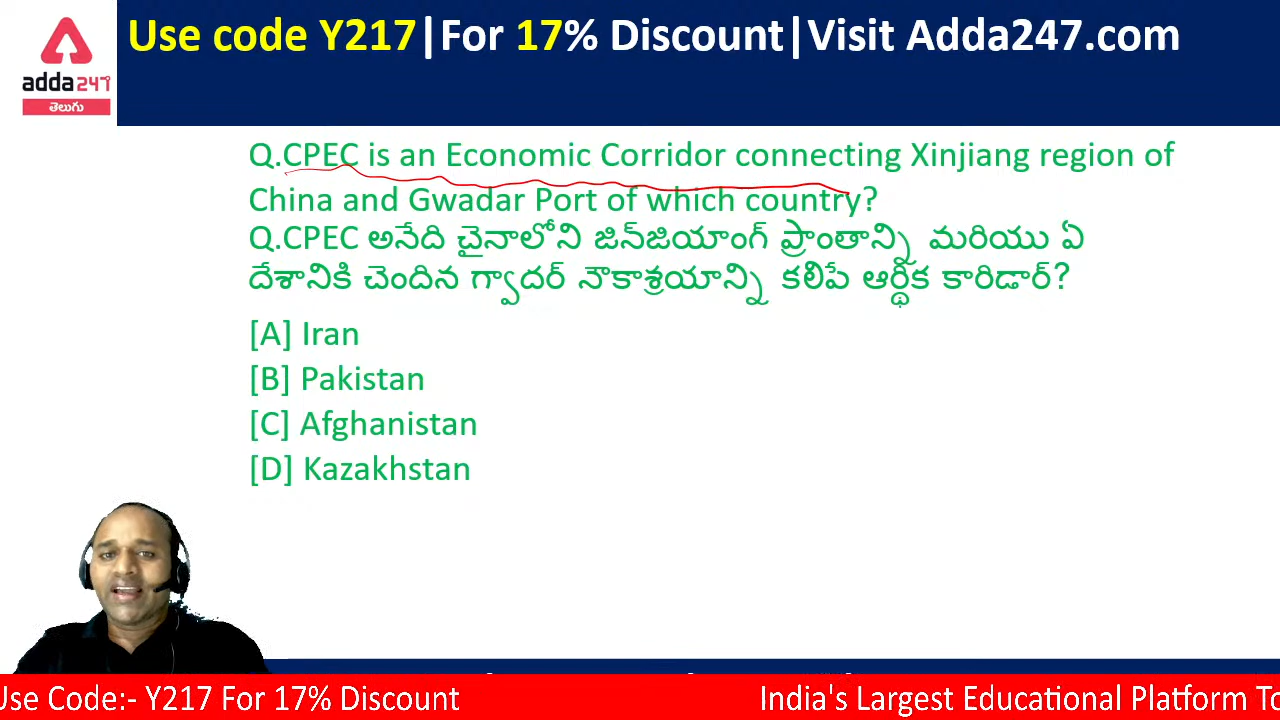 Use code Y217|For 17% Discount|Visit Adda247.com
adda247
తెలుగు
Q.CPEC is an Economic Corridor connecting Xinjiang region of
China and Gwadar Port of which country?
Q.CPEC అనేది చైనాలోని జిన్‌జియాంగ్ ప్రాంతాన్ని మరియు ఏ
దేశానికి చెందిన గ్వాదర్ నౌకాశ్రయాన్ని కలిపే ఆర్థిక కారిడార్?
[A] Iran
[B] Pakistan
[C] Afghanistan
[D] Kazakhstan
Use Code:- Y217 For 17% Discount India's Largest Educational Platform To